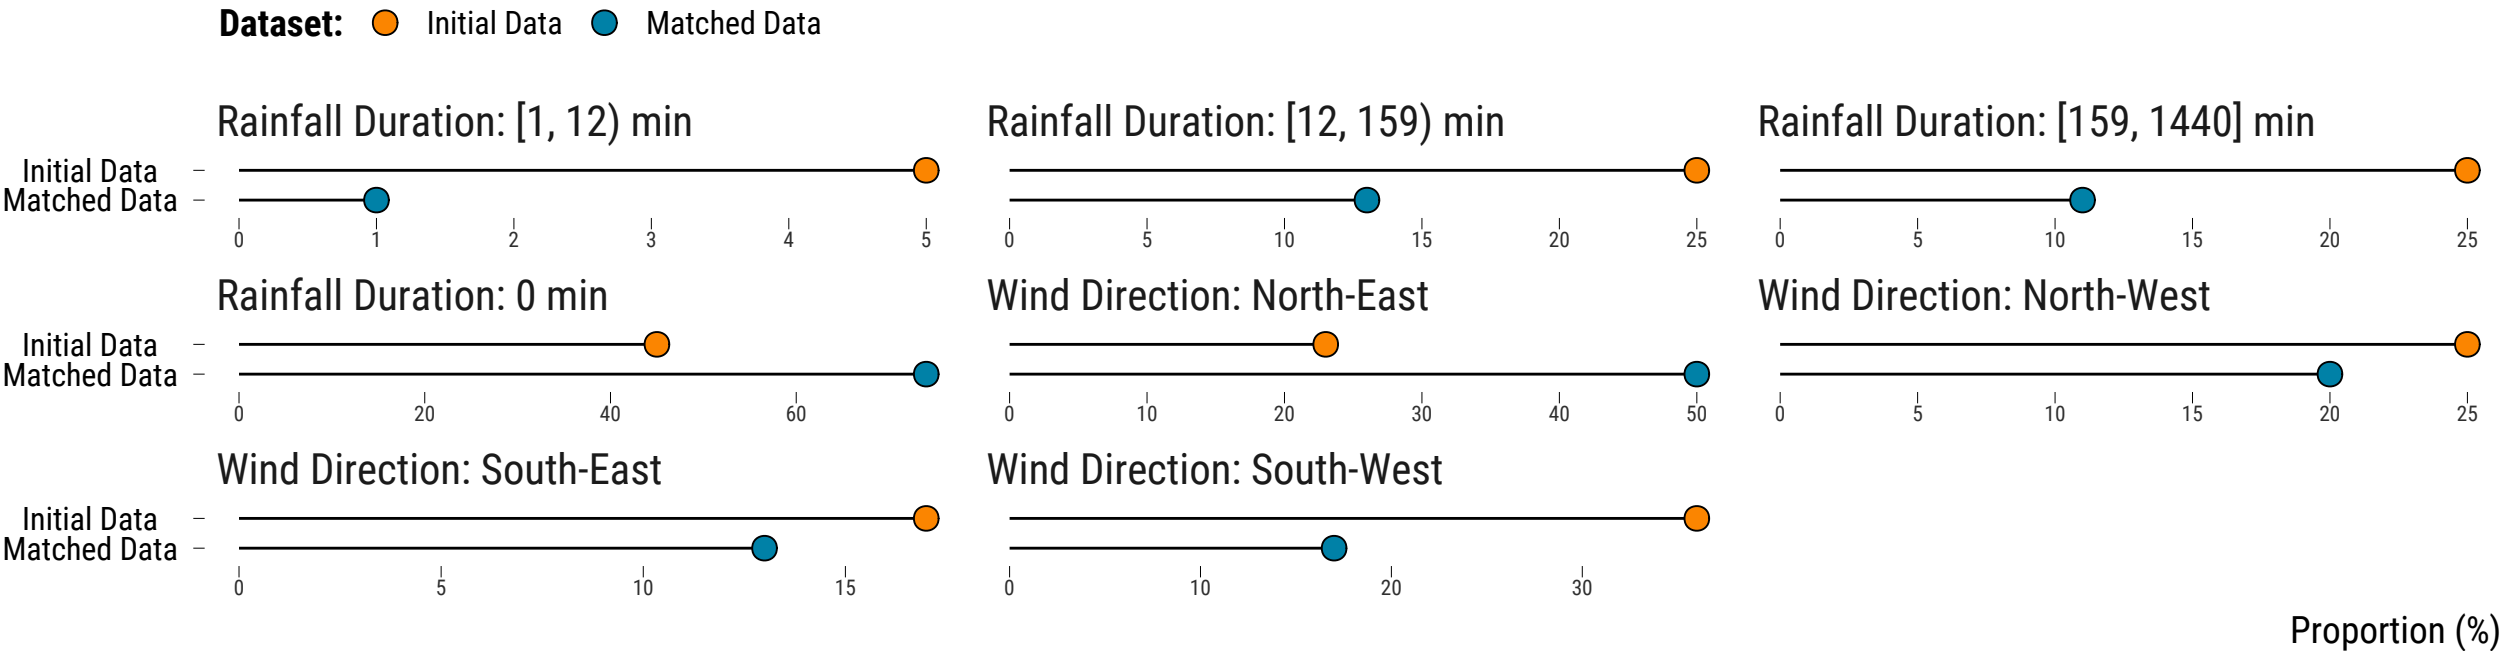 Dataset: Initial Data Matched Data
Rainfall Duration: [1, 12) min Rainfall Duration: [12, 159) min Rainfall Duration: [159, 1440] min
Initial Data
Matched Data
0 1 2 3 4 5 0 5 10 15 20 25 0 5 10 15 20 25
Rainfall Duration: 0 min Wind Direction: North-East Wind Direction: North-West
Initial Data
Matched Data
0 20 40 60 0 10 20 30 40 50 0 5 10 15 20 25
Wind Direction: South-East Wind Direction: South-West
Initial Data
Matched Data
0 5 10 15 0 10 20 30
Proportion (%)